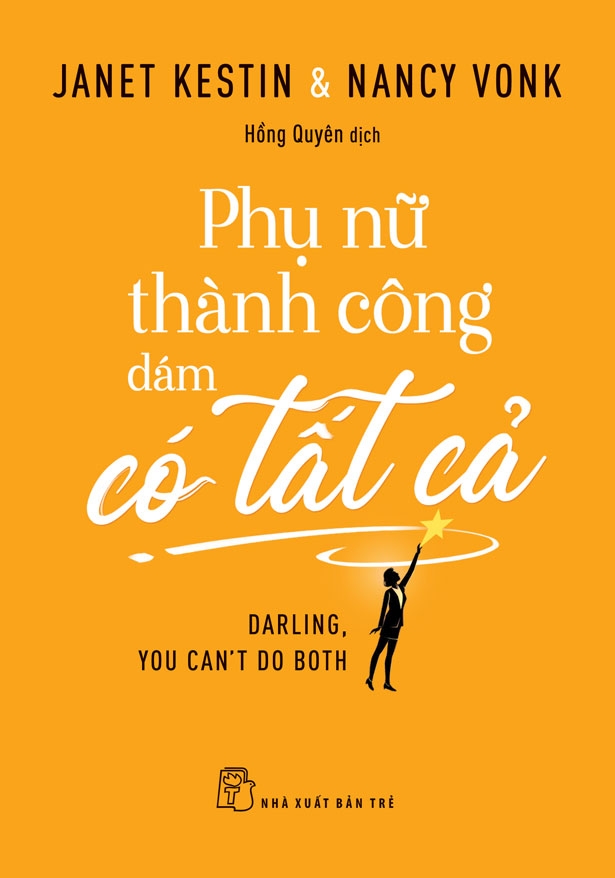 JANET KESTIN & NANCY VONK
Hồng Quyên dịch
Phụ nữ
thành công
dám
có tất cả
DARLING,
YOU CAN'T DO BOTH
T
NHÀ XUẤT BẢN TRẺ